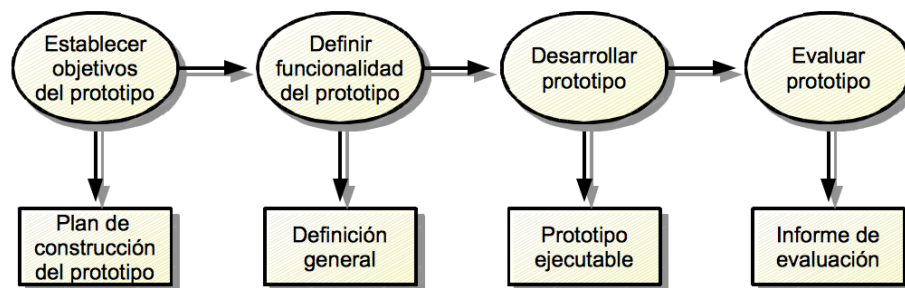 Establecer
objetivos
del prototipo
Definir
funcionalidad
del prototipo
Desarrollar
prototipo
Evaluar
prototipo
Plan de
construcción
del prototipo
Definición
general
Prototipo
ejecutable
Informe de
evaluación